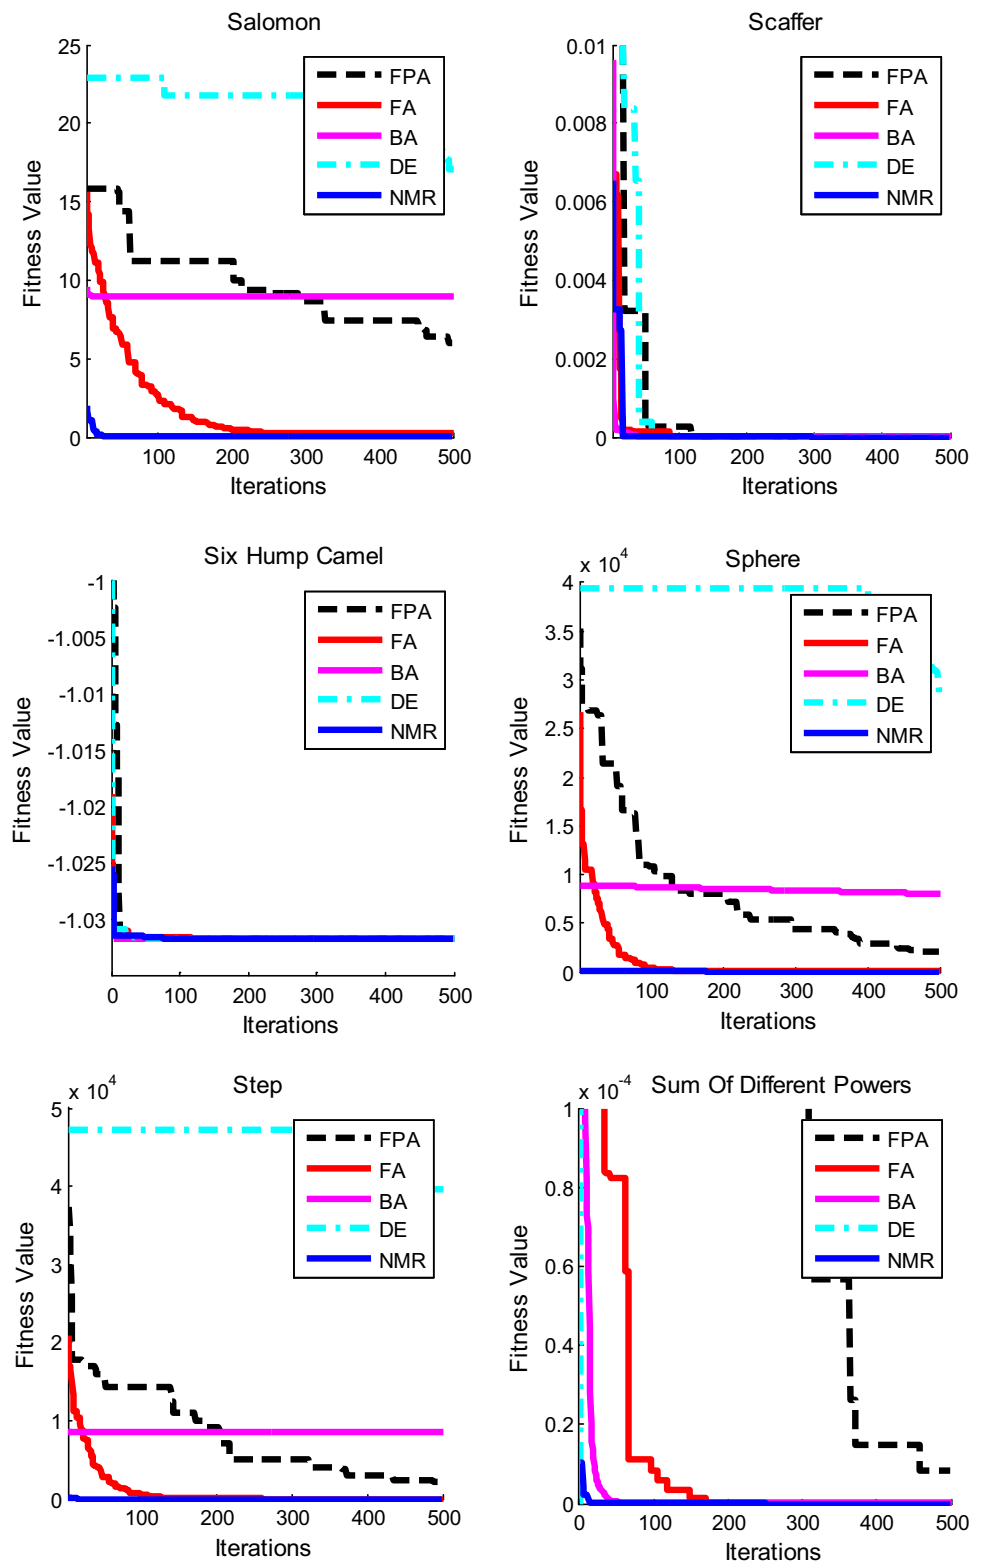 Salomon
25
20
15
10
5
0
Fitness Value
100 200 300 400 500
Iterations
FPA
FA
BA
DE
NMR
Scaffer
0.01
0.008
0.006
0.004
0.002
0
Fitness Value
100 200 300 400 500
Iterations
FPA
FA
BA
DE
NMR
Six Hump Camel
-1
-1.005
-1.01
-1.015
-1.02
-1.025
-1.03
Fitness Value
0 100 200 300 400 500
Iterations
FPA
FA
BA
DE
NMR
Sphere
x 10^4
4
3.5
3
2.5
2
1.5
1
0.5
0
Fitness Value
100 200 300 400 500
Iterations
FPA
FA
BA
DE
NMR
Step
x 10^4
5
4
3
2
1
0
Fitness Value
100 200 300 400 500
Iterations
FPA
FA
BA
DE
NMR
Sum Of Different Powers
x 10^-4
1
0.8
0.6
0.4
0.2
0
Fitness Value
0 100 200 300 400 500
Iterations
FPA
FA
BA
DE
NMR